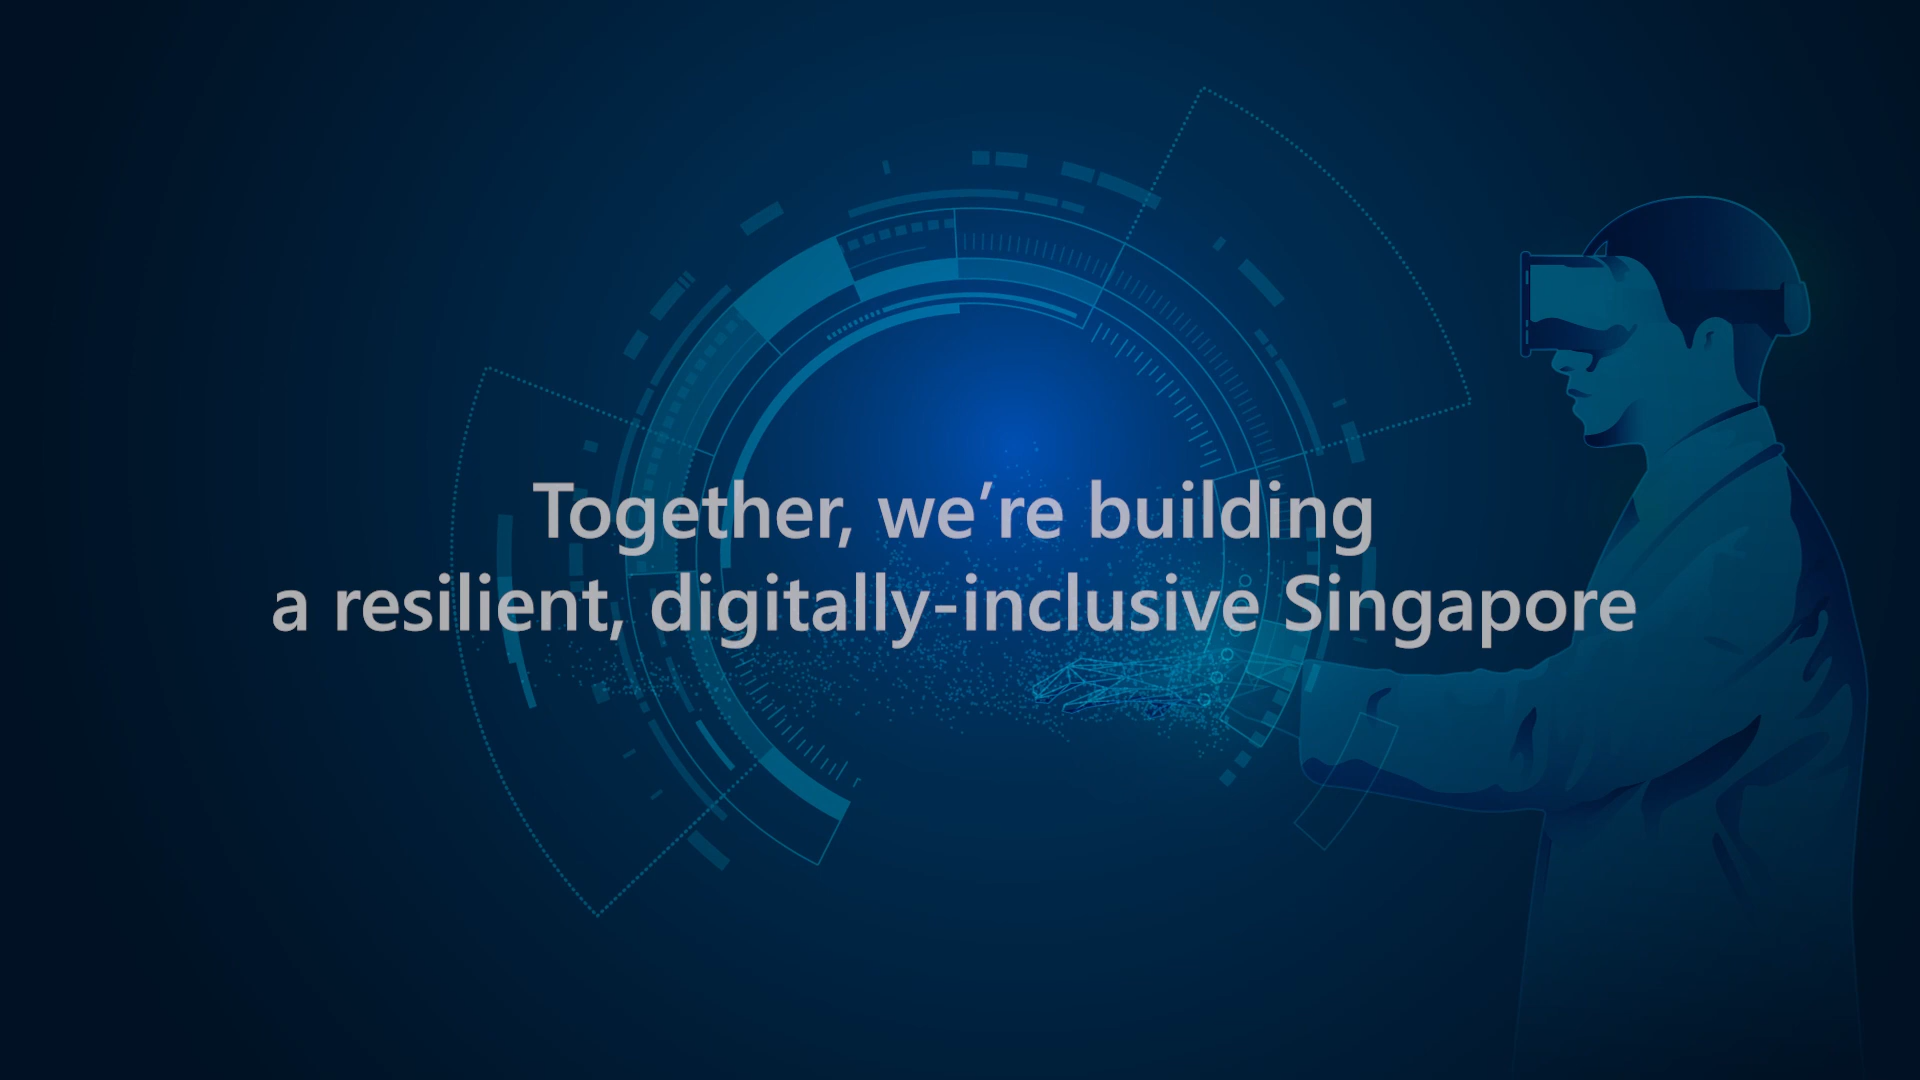 Together, we’re building
a resilient, digitally-inclusive Singapore